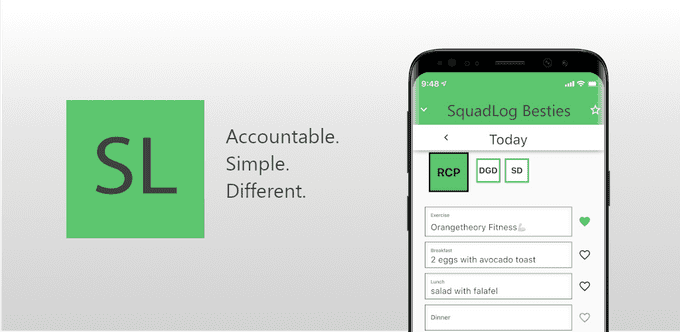 SL
Accountable.
Simple.
Different.
9:48
SquadLog Besties
Today
RCP
DGD
SD
Exercise
Orangetheory Fitness🦾
Breakfast
2 eggs with avocado toast
Lunch
salad with falafel
Dinner